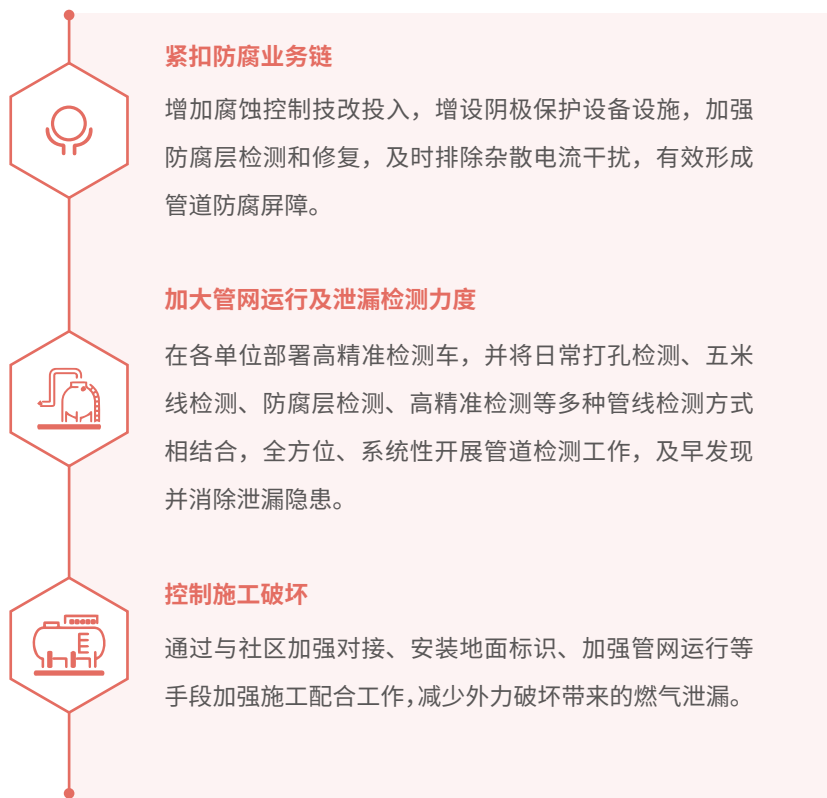 紧扣防腐业务链
增加腐蚀控制技改投入，增设阴极保护设备设施，加强
防腐层检测和修复，及时排除杂散电流干扰，有效形成
管道防腐屏障。
加大管网运行及泄漏检测力度
在各单位部署高精准检测车，并将日常打孔检测、五米
线检测、防腐层检测、高精准检测等多种管线检测方式
相结合，全方位、系统性开展管道检测工作，及早发现
并消除泄漏隐患。
控制施工破坏
通过与社区加强对接、安装地面标识、加强管网运行等
手段加强施工配合工作，减少外力破坏带来的燃气泄漏。